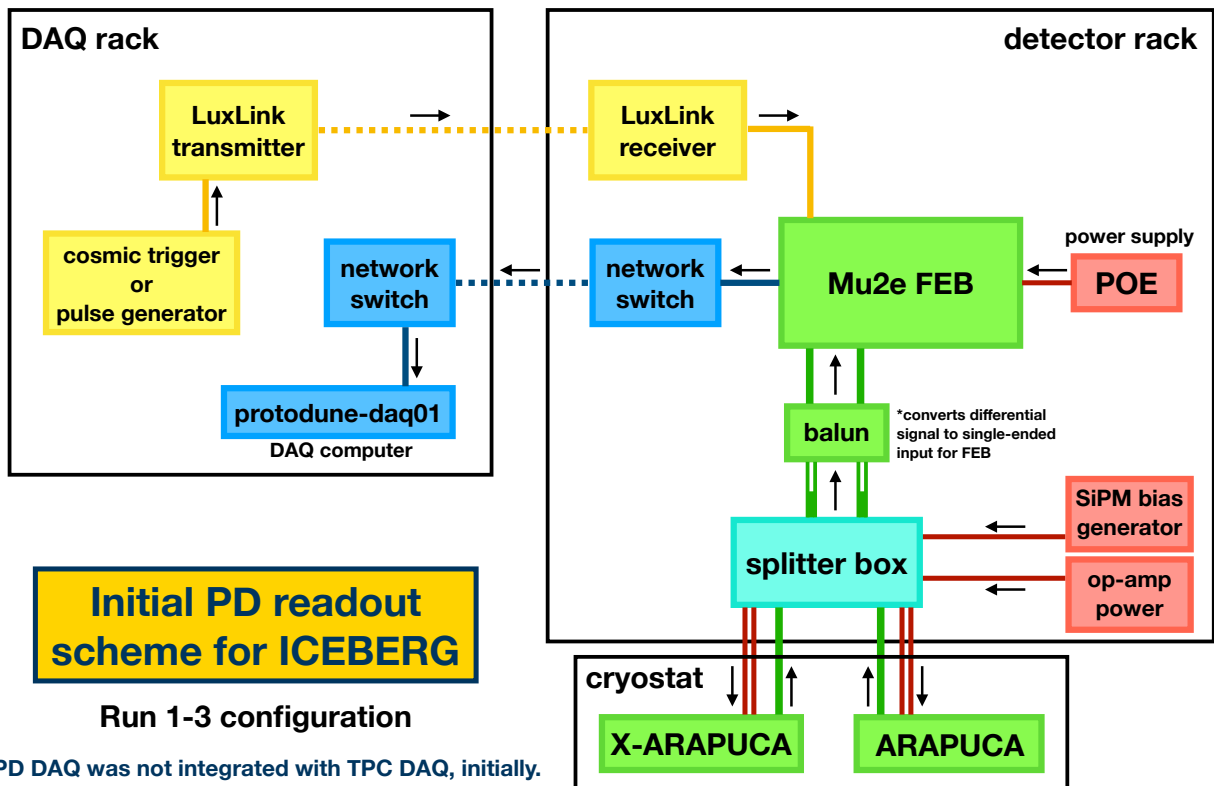 DAQ rack
detector rack
LuxLink
transmitter
LuxLink
receiver
cosmic trigger
or
pulse generator
network
switch
network
switch
Mu2e FEB
power supply
POE
protodune-daq01
DAQ computer
balun
*converts differential
signal to single-ended
input for FEB
SiPM bias
generator
splitter box
op-amp
power
Initial PD readout
scheme for ICEBERG
cryostat
Run 1-3 configuration
X-ARAPUCA
ARAPUCA
PD DAQ was not integrated with TPC DAQ, initially.